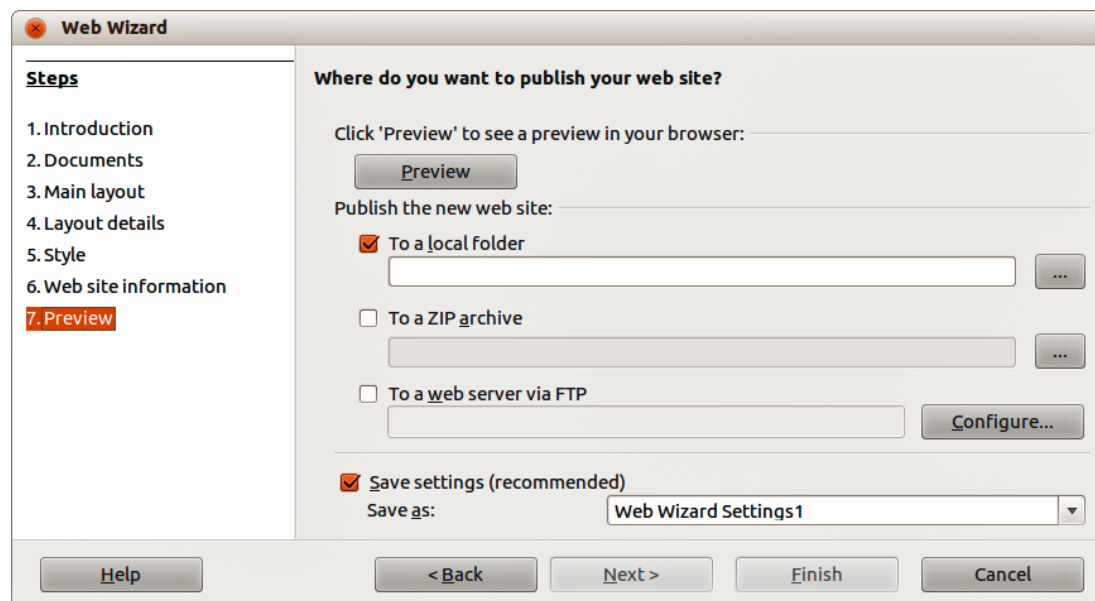 Web Wizard
Steps
1. Introduction
2. Documents
3. Main layout
4. Layout details
5. Style
6. Web site information
7. Preview
Where do you want to publish your web site?
Click 'Preview' to see a preview in your browser:
Preview
Publish the new web site:
To a local folder
...
To a ZIP archive
...
To a web server via FTP
Configure...
Save settings (recommended)
Save as: Web Wizard Settings1
Help < Back Next > Finish Cancel